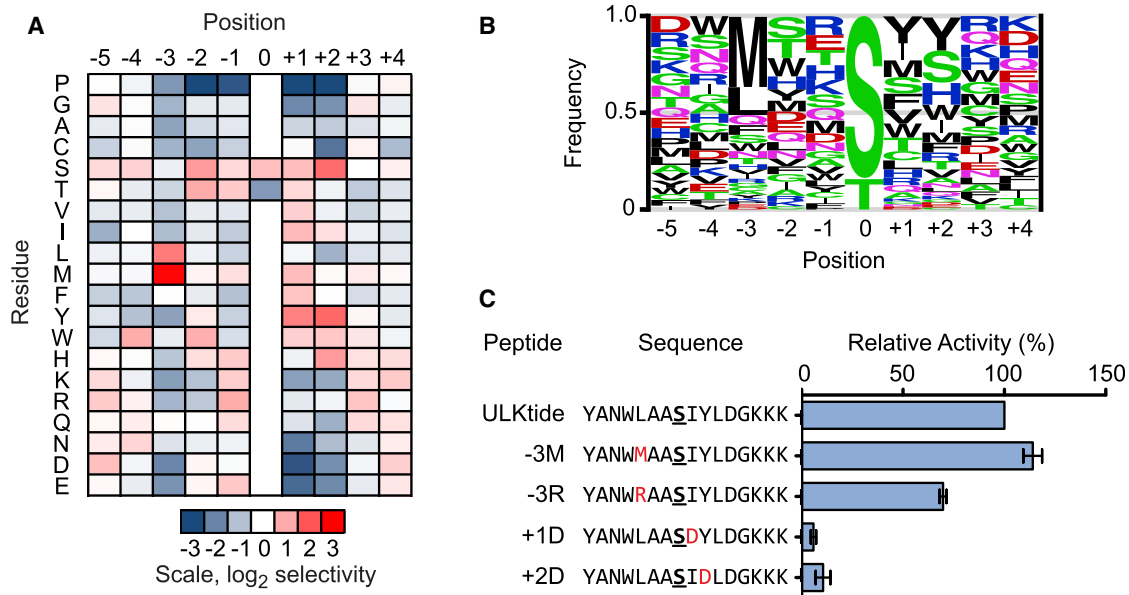 A
Position
-5 -4 -3 -2 -1 0 +1 +2 +3 +4
Residue
P
G
A
C
S
T
V
I
L
M
F
Y
W
H
K
R
Q
N
D
E
-3 -2 -1 0 1 2 3
Scale, log2 selectivity
B
Frequency
1.0
0.5
0
D W M S R S Y Y R K
-5 -4 -3 -2 -1 0 +1 +2 +3 +4
Position
C
Peptide Sequence Relative Activity (%)
0 50 100 150
ULKtide YANWLAASIYLDGKKK
-3M YANWMAASIYLDGKKK
-3R YANWRAASIYLDGKKK
+1D YANWLAASDYLDGKKK
+2D YANWLAASIDLDGKKK